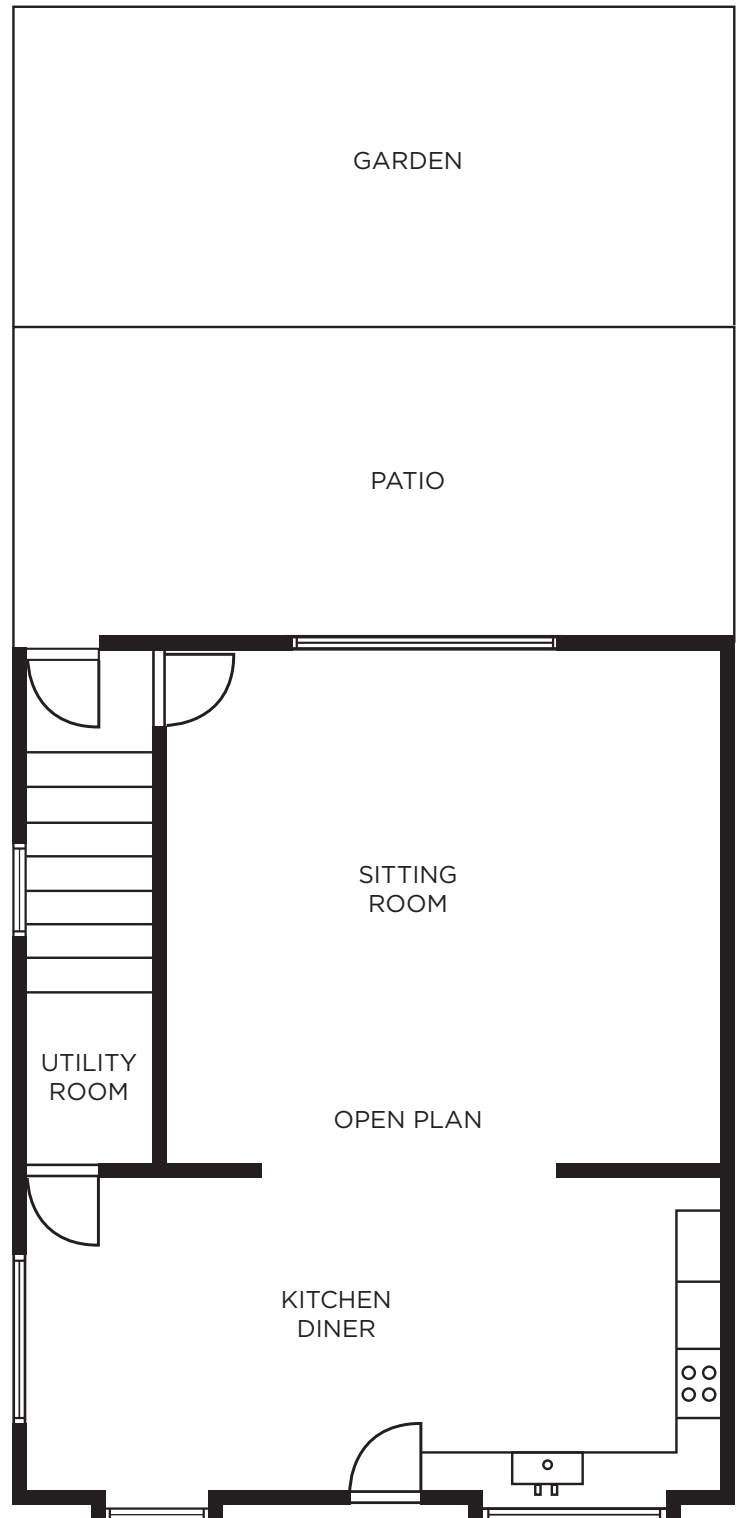 GARDEN
PATIO
SITTING
ROOM
UTILITY
ROOM
OPEN PLAN
KITCHEN
DINER